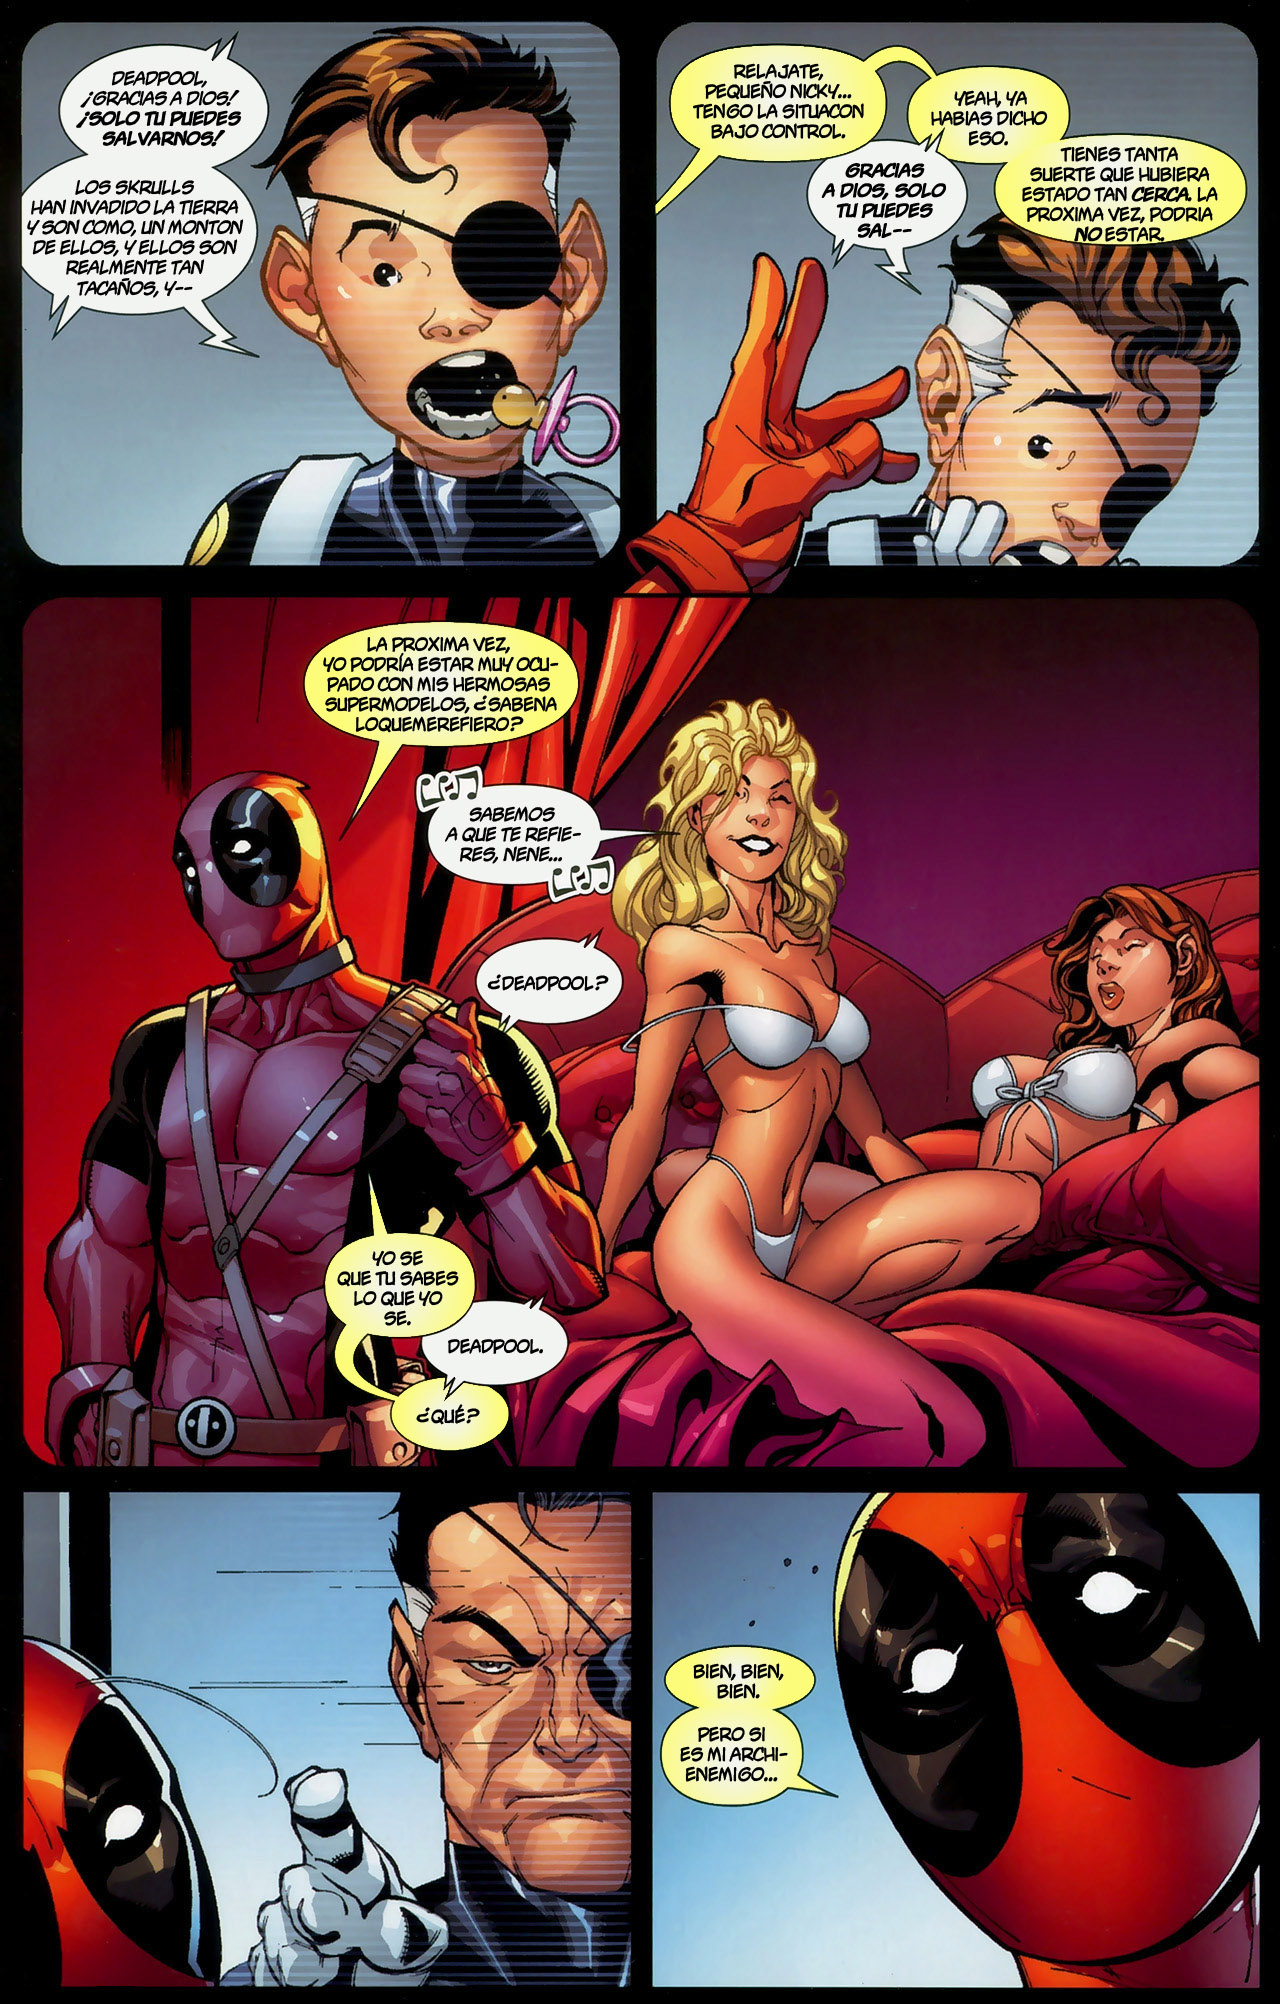 DEADPOOL,
¡GRACIAS A DIOS!
¡SOLO TU PUEDES
SALVARNOS!
LOS SKRULLS
HAN INVADIDO LA TIERRA
Y SON COMO, UN MONTON
DE ELLOS, Y ELLOS SON
REALMENTE TAN
TACAÑOS, Y--
RELAJATE,
PEQUEÑO NICKY...
TENGO LA SITUACON
BAJO CONTROL.
GRACIAS
A DIOS, SOLO
TU PUEDES
SAL--
YEAH, YA
HABIAS DICHO
ESO.
TIENES TANTA
SUERTE QUE HUBIERA
ESTADO TAN CERCA. LA
PROXIMA VEZ, PODRIA
NO ESTAR.
LA PROXIMA VEZ,
YO PODRÍA ESTAR MUY OCU-
PADO CON MIS HERMOSAS
SUPERMODELOS, ¿SABENA
LOQUEMEREFIERO?
SABEMOS
A QUE TE REFIE-
RES, NENE...
¿DEADPOOL?
YO SE
QUE TU SABES
LO QUE YO
SE.
DEADPOOL.
¿QUÉ?
BIEN, BIEN,
BIEN.
PERO SI
ES MI ARCHI-
ENEMIGO...